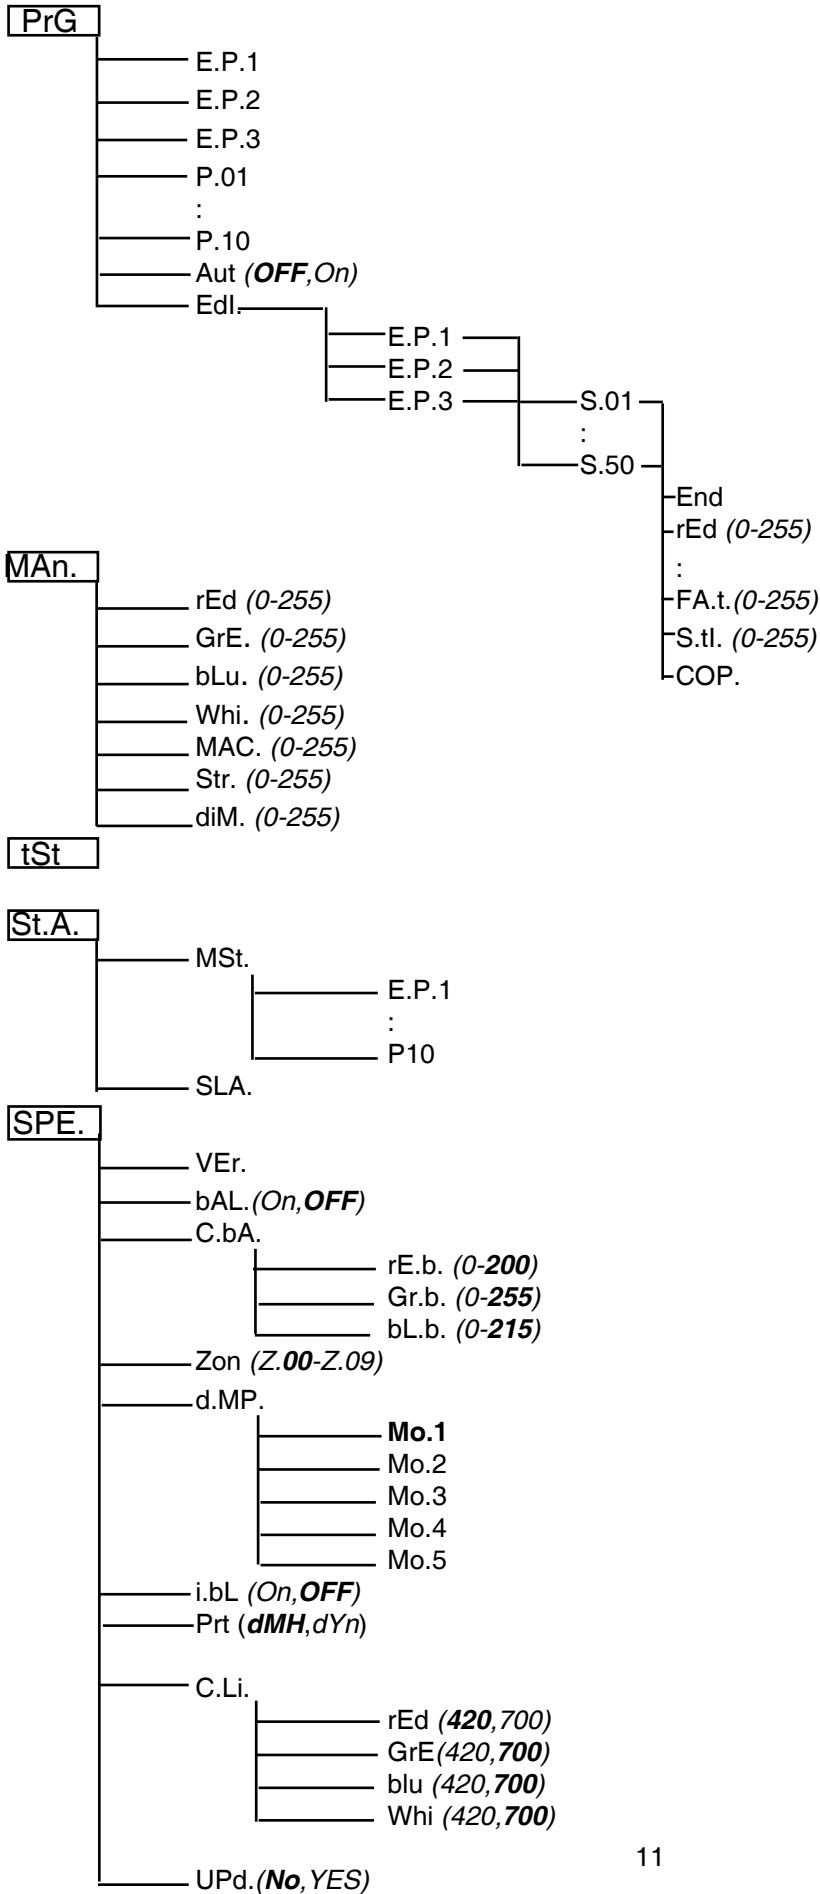 PrG
E.P.1
E.P.2
E.P.3
P.01
:
P.10
Aut (OFF,On)
EdI.
E.P.1
E.P.2
E.P.3
S.01
:
S.50
End
rEd (0-255)
:
FA.t.(0-255)
S.tI. (0-255)
COP.
MAn.
rEd (0-255)
GrE. (0-255)
bLu. (0-255)
Whi. (0-255)
MAC. (0-255)
Str. (0-255)
diM. (0-255)
tSt
St.A.
MSt.
E.P.1
:
P10
SLA.
SPE.
VEr.
bAL.(On,OFF)
C.bA.
rE.b. (0-200)
Gr.b. (0-255)
bL.b. (0-215)
Zon (Z.00-Z.09)
d.MP.
Mo.1
Mo.2
Mo.3
Mo.4
Mo.5
i.bL (On,OFF)
Prt (dMH,dYn)
C.Li.
rEd (420,700)
GrE(420,700)
blu (420,700)
Whi (420,700)
UPd.(No,YES)
11